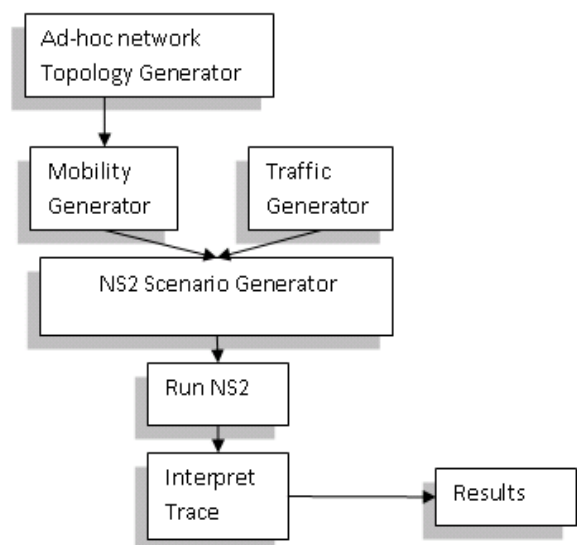 Ad-hoc network
Topology Generator
Mobility
Generator
Traffic
Generator
NS2 Scenario Generator
Run NS2
Interpret
Trace
Results